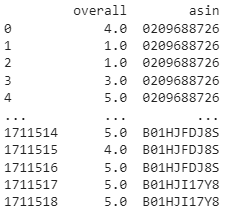 overall asin
0 4.0 0209688726
1 1.0 0209688726
2 1.0 0209688726
3 3.0 0209688726
4 5.0 0209688726
... ... ...
1711514 5.0 B01HJFDJ8S
1711515 4.0 B01HJFDJ8S
1711516 5.0 B01HJFDJ8S
1711517 5.0 B01HJI17Y8
1711518 5.0 B01HJI17Y8